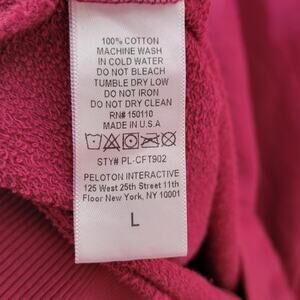 100% COTTON
MACHINE WASH
IN COLD WATER
DO NOT BLEACH
TUMBLE DRY LOW
DO NOT IRON
DO NOT DRY CLEAN
RN# 150110
MADE IN U.S.A
STY# PL-CFT902
PELOTON INTERACTIVE
125 West 25th Street 11th
Floor New York, NY 10001
L